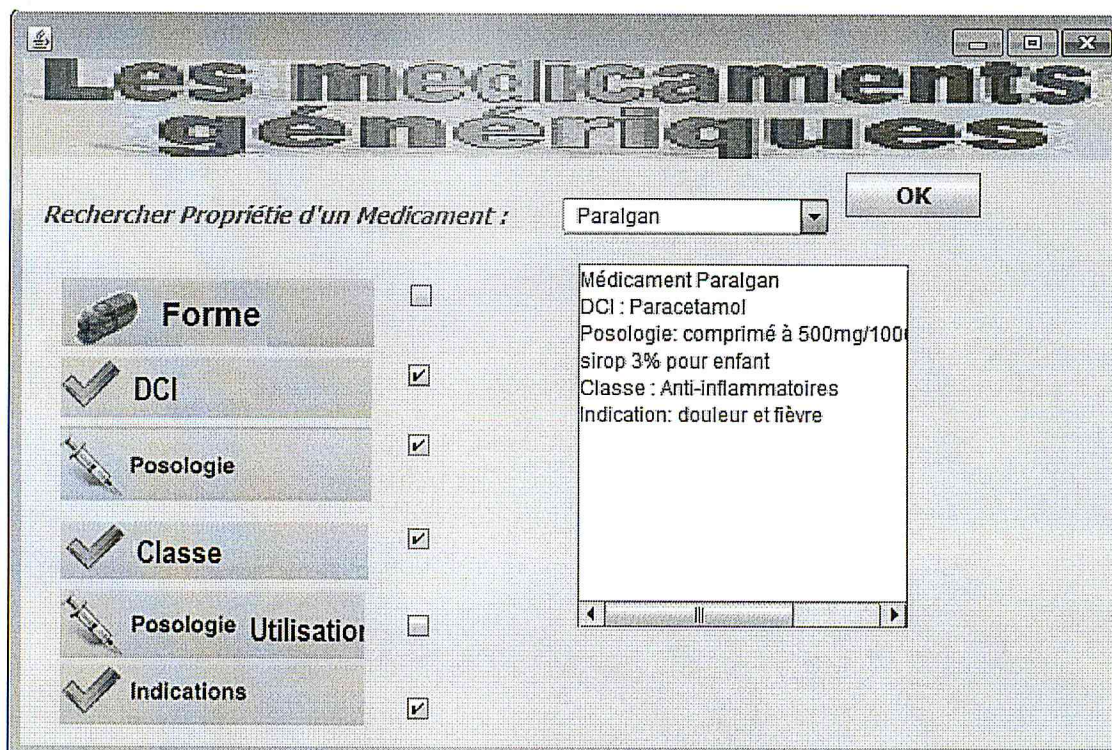 Les medicaments
génériques
Rechercher Propriétie d'un Medicament :
Paralgan
OK
Forme
DCI
Posologie
Classe
Posologie Utilisation
Indications
Médicament Paralgan
DCI : Paracetamol
Posologie: comprimé à 500mg/100
sirop 3% pour enfant
Classe : Anti-inflammatoires
Indication: douleur et fièvre